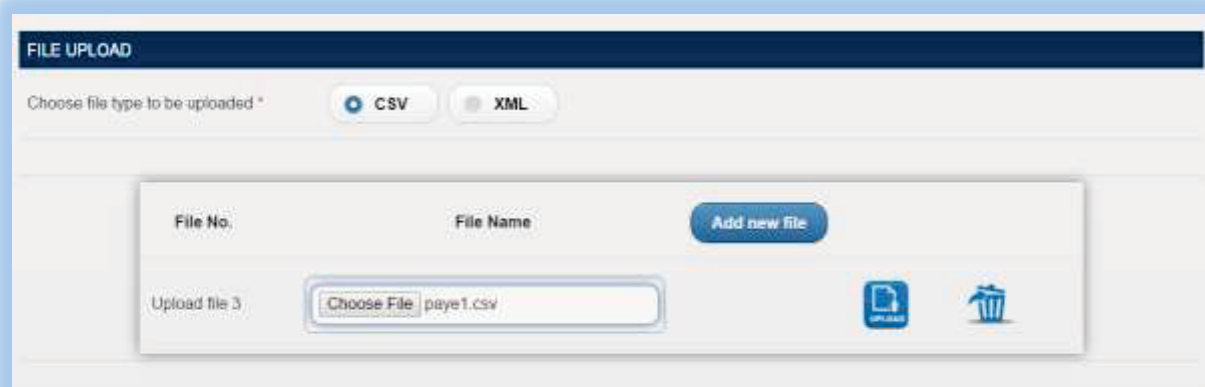 FILE UPLOAD
Choose file type to be uploaded * CSV XML
File No. File Name Add new file
Upload file 3 Choose File paye1.csv UPLOAD